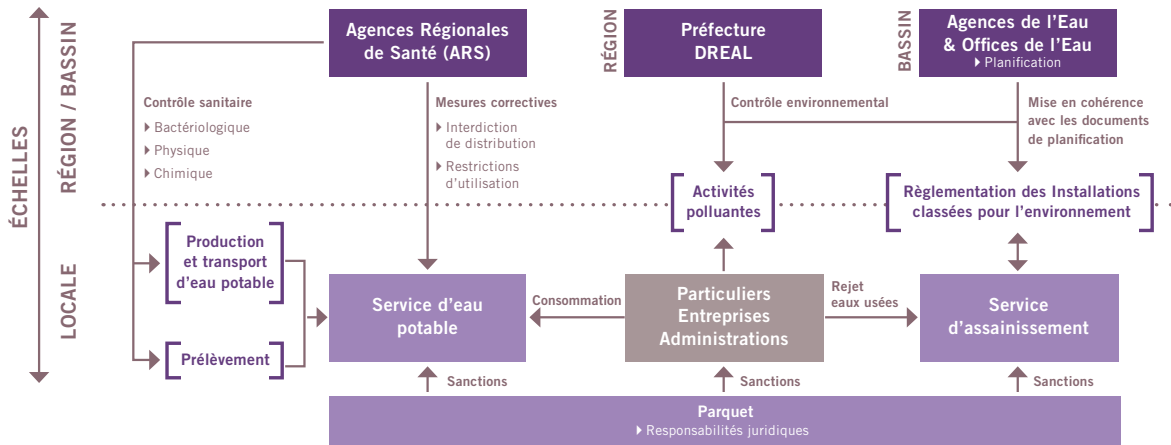 ÉCHELLES
RÉGION / BASSIN
LOCALE
Agences Régionales
de Santé (ARS)
RÉGION
Préfecture
DREAL
BASSIN
Agences de l'Eau
& Offices de l'Eau
Planification
Contrôle sanitaire
Bactériologique
Physique
Chimique
Mesures correctives
Interdiction
de distribution
Restrictions
d'utilisation
Contrôle environnemental
Mise en cohérence
avec les documents
de planification
Activités
polluantes
Règlementation des Installations
classées pour l'environnement
Production
et transport
d'eau potable
Prélèvement
Service d'eau
potable
Consommation
Particuliers
Entreprises
Administrations
Rejet
eaux usées
Service
d'assainissement
Sanctions
Sanctions
Sanctions
Parquet
Responsabilités juridiques